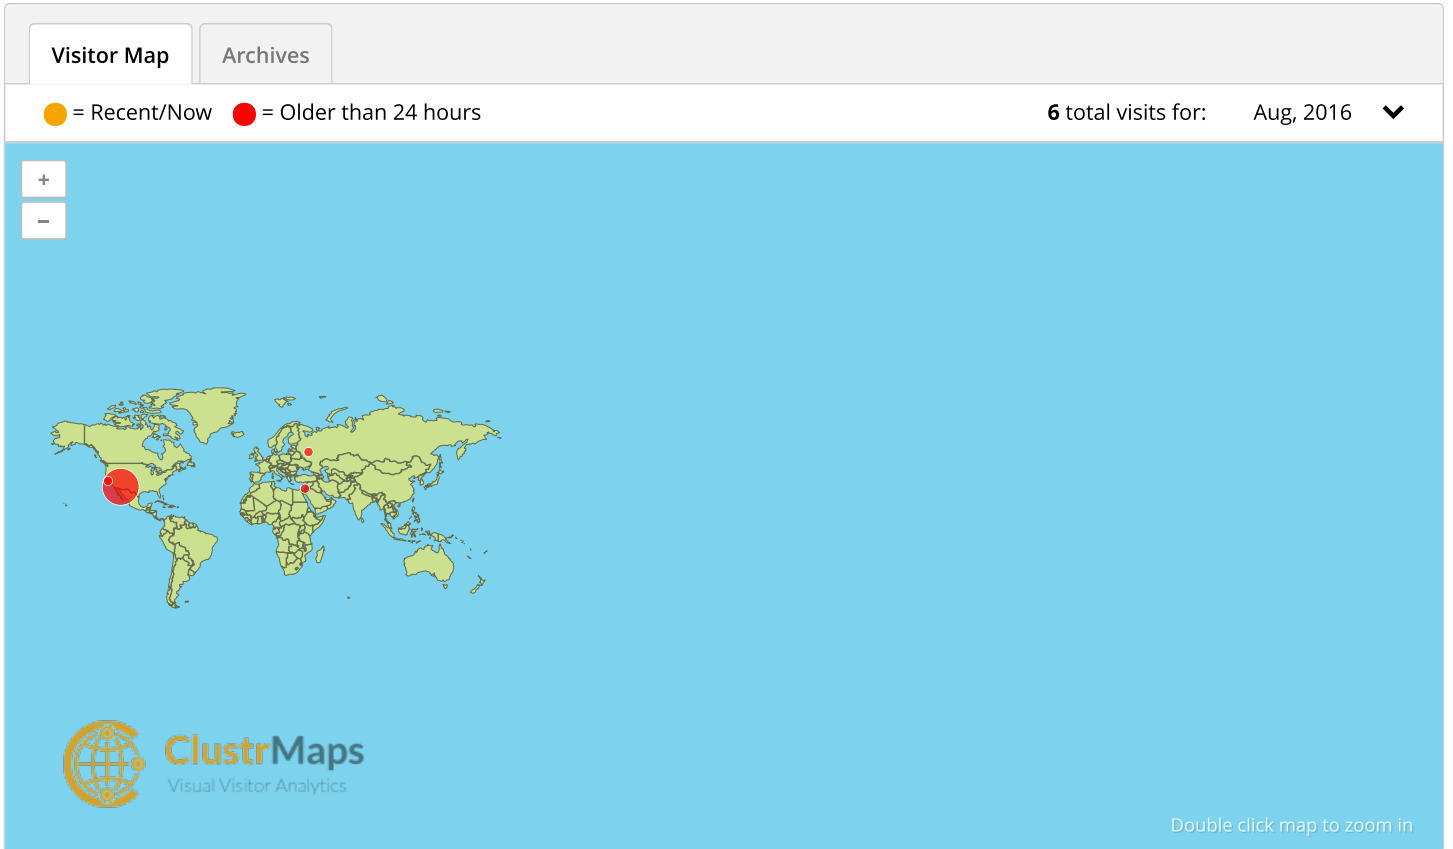 Visitor Map
Archives
= Recent/Now
= Older than 24 hours
6 total visits for:
Aug, 2016
+
−
ClustrMaps
Visual Visitor Analytics
Double click map to zoom in